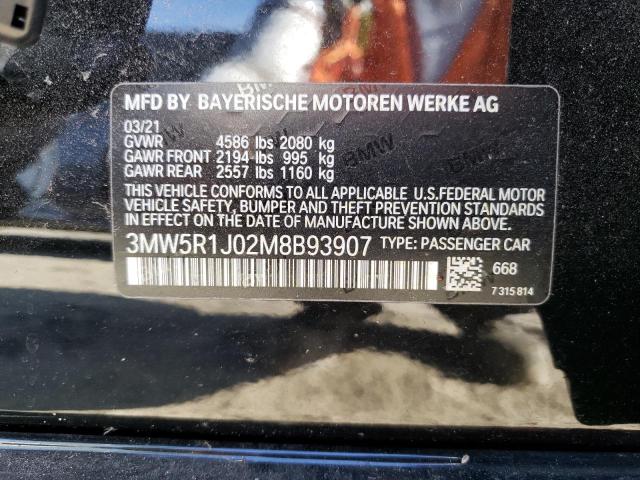 MFD BY BAYERISCHE MOTOREN WERKE AG
03/21
GVWR 4586 lbs 2080 kg
GAWR FRONT 2194 lbs 995 kg
GAWR REAR 2557 lbs 1160 kg
THIS VEHICLE CONFORMS TO ALL APPLICABLE U.S.FEDERAL MOTOR
VEHICLE SAFETY, BUMPER, AND THEFT PREVENTION STANDARDS
IN EFFECT ON THE DATE OF MANUFACTURE SHOWN ABOVE.
3MW5R1J02M8B93907 TYPE: PASSENGER CAR
668
7 315 814